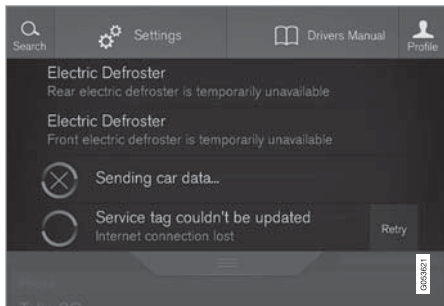 Search
Settings
Drivers Manual
Profile
Electric Defroster
Rear electric defroster is temporarily unavailable
Electric Defroster
Front electric defroster is temporarily unavailable
Sending car data...
Service tag couldn't be updated
Internet connection lost
Retry
G053621